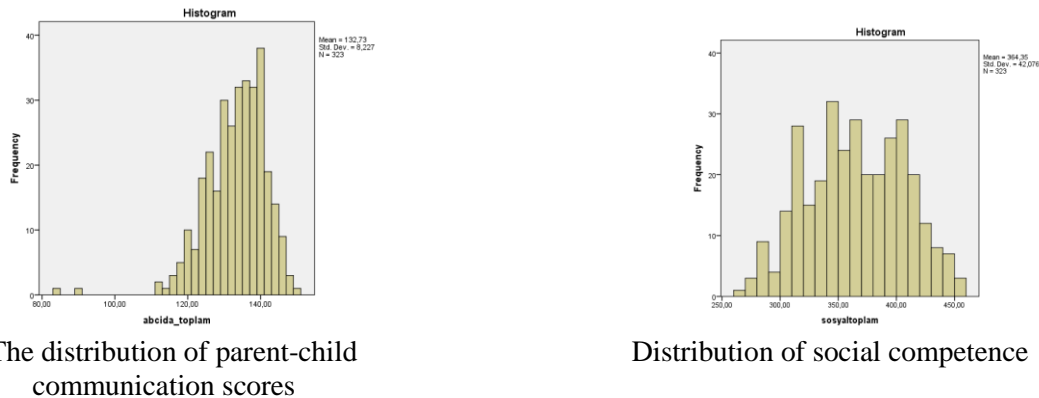 Histogram
Mean = 132,73
Std. Dev. = 8,227
N = 323
Frequency
40
30
20
10
0
80,00 100,00 120,00 140,00
abcida_toplam
The distribution of parent-child
communication scores
Histogram
Mean = 364,35
Std. Dev. = 42,076
N = 323
Frequency
40
30
20
10
0
250,00 300,00 350,00 400,00 450,00
sosyaltoplam
Distribution of social competence